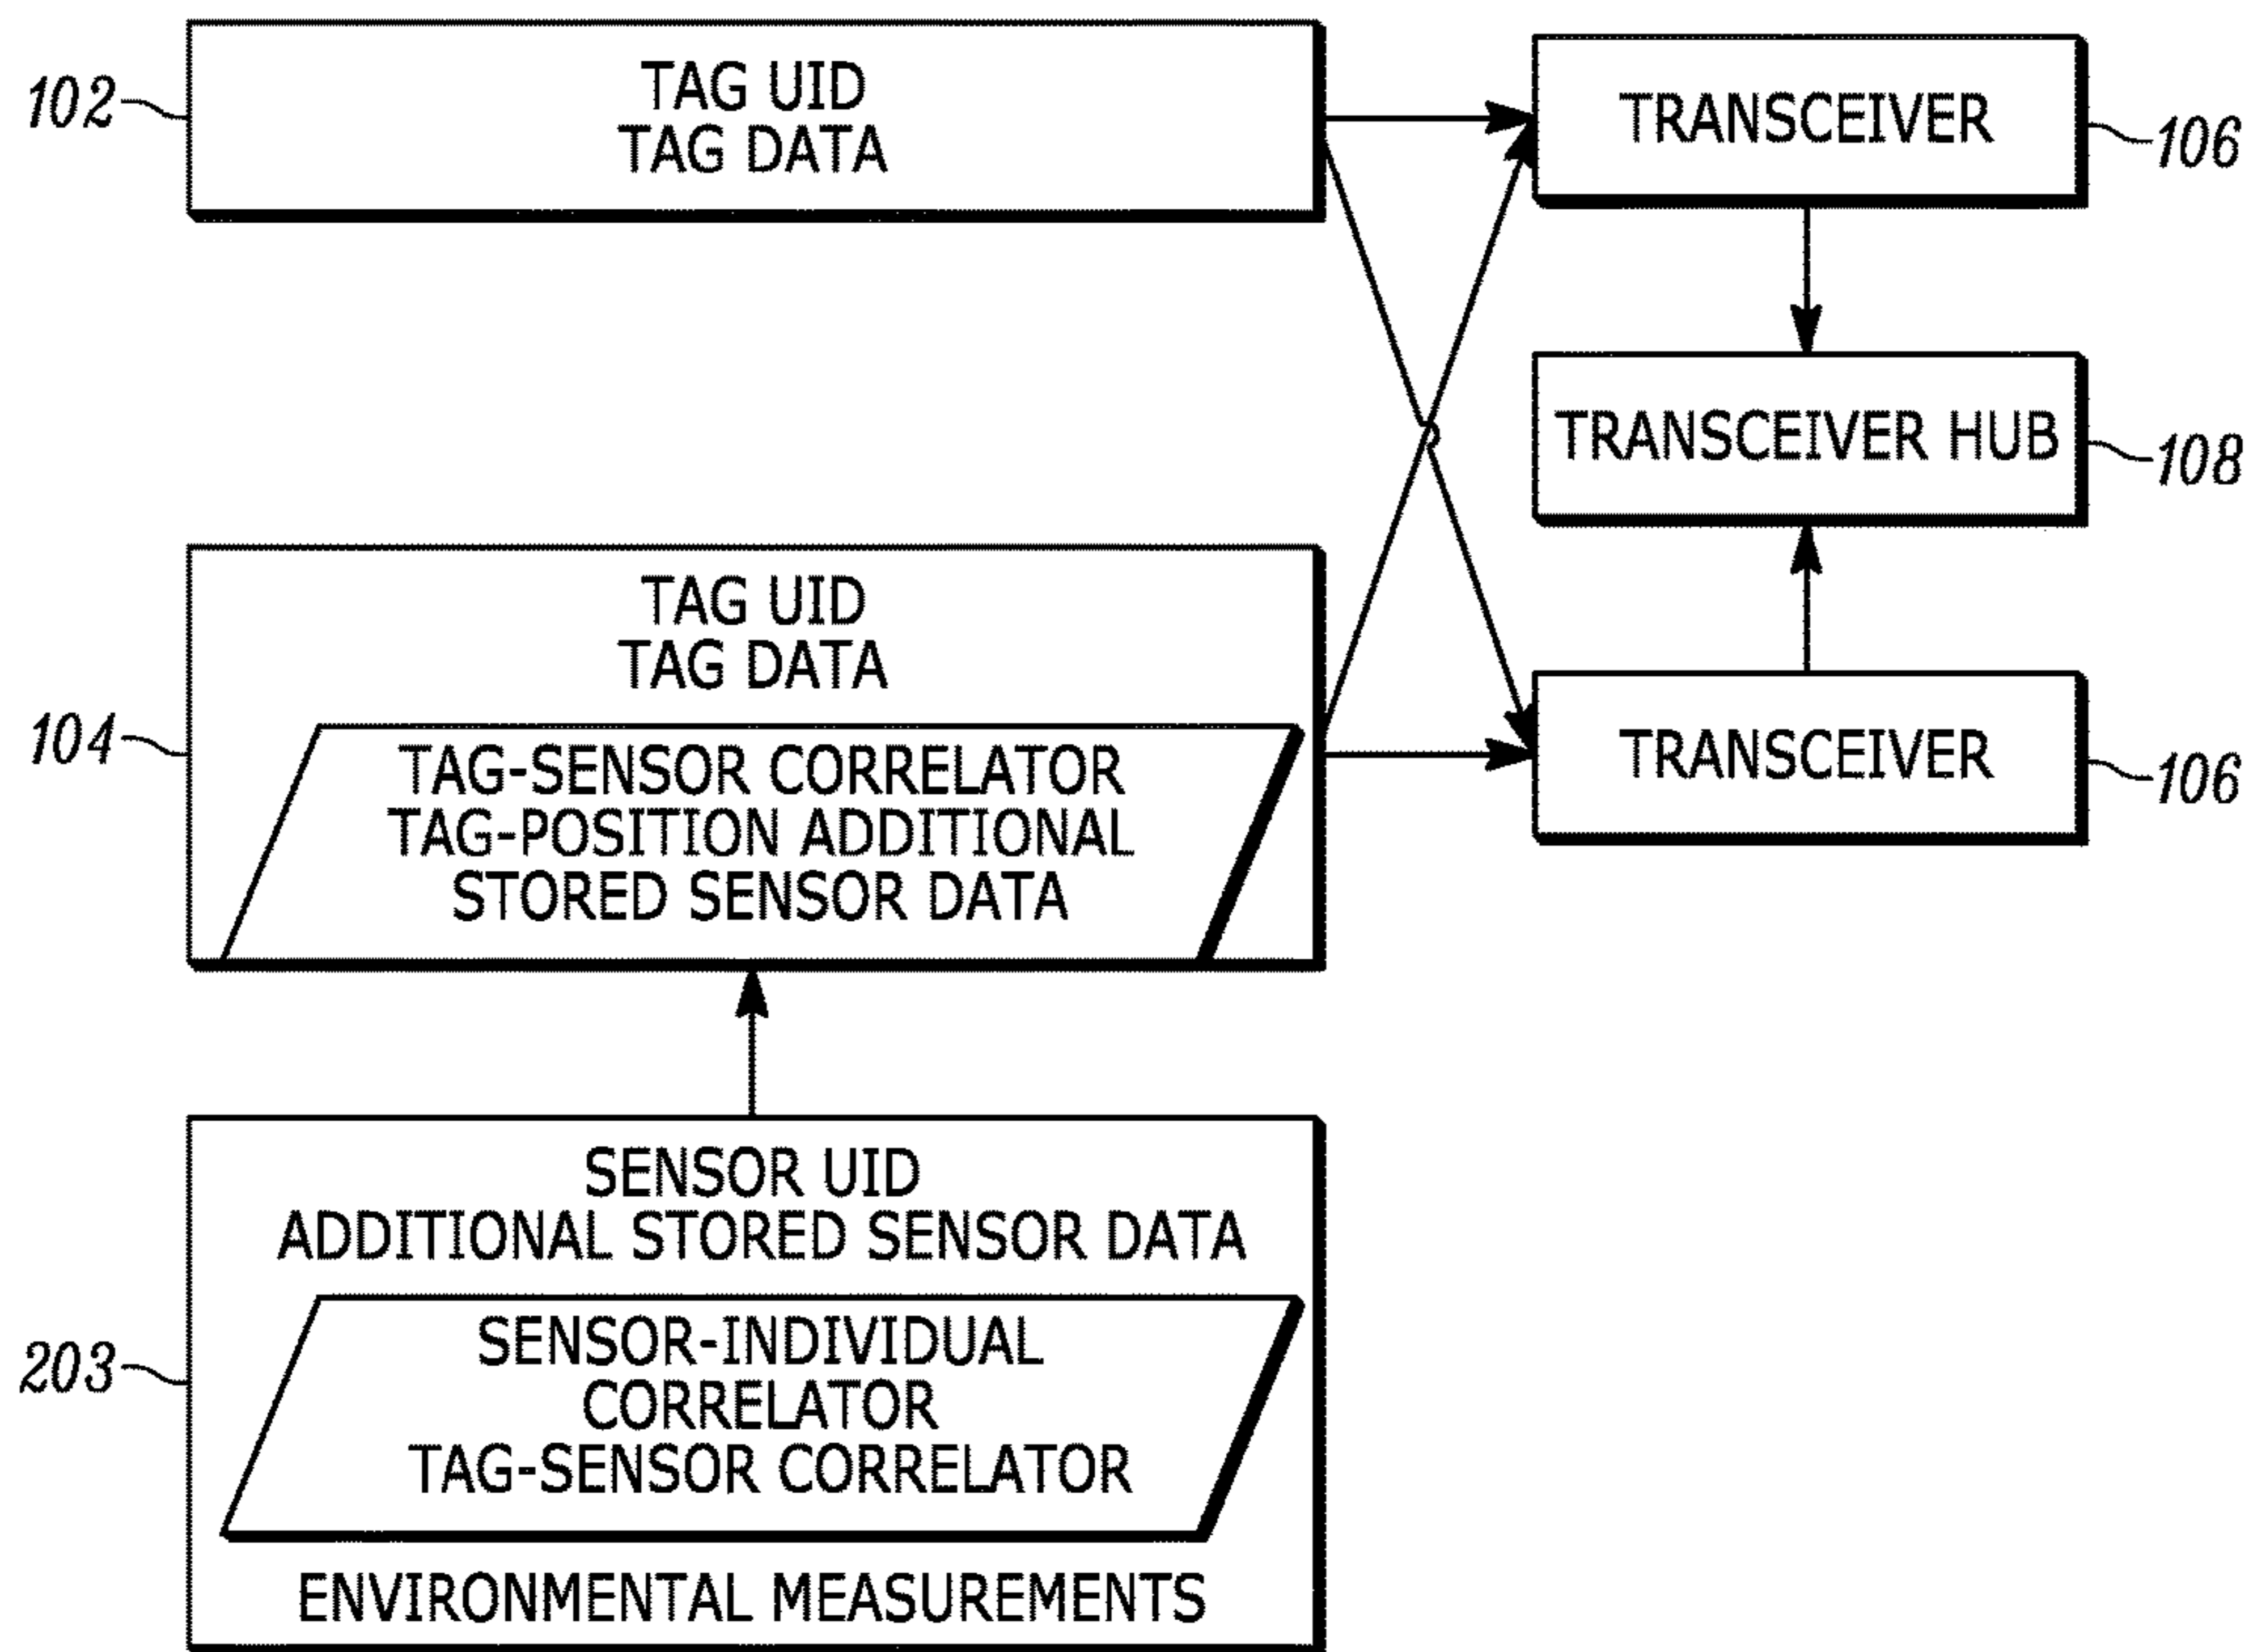 102
TAG UID
TAG DATA
TRANSCEIVER
106
TRANSCEIVER HUB
108
104
TAG UID
TAG DATA
TAG-SENSOR CORRELATOR
TAG-POSITION ADDITIONAL
STORED SENSOR DATA
TRANSCEIVER
106
203
SENSOR UID
ADDITIONAL STORED SENSOR DATA
SENSOR-INDIVIDUAL
CORRELATOR
TAG-SENSOR CORRELATOR
ENVIRONMENTAL MEASUREMENTS